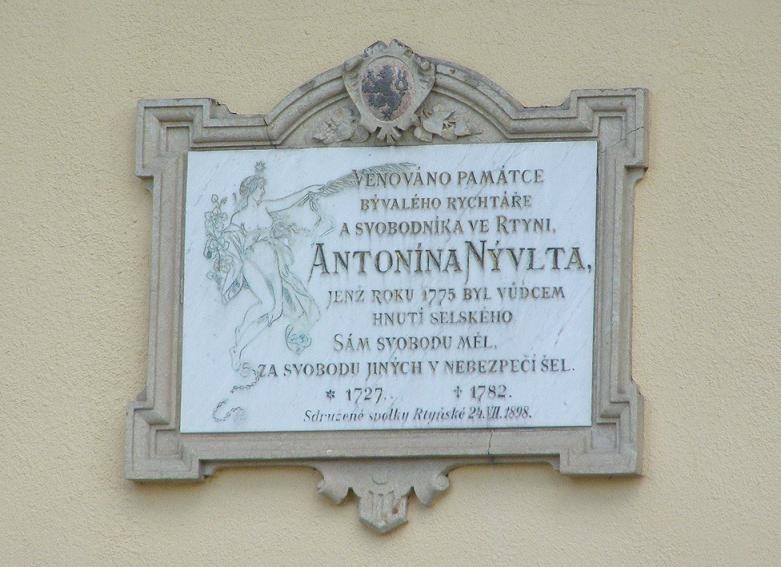 VĚNOVÁNO PAMÁTCE
BÝVALÉHO RYCHTÁŘE
A SVOBODNÍKA VE RTYNI,
ANTONÍNA NÝVLTA,
JENŽ ROKU 1775 BYL VŮDCEM
HNUTÍ SELSKÉHO
SÁM SVOBODU MĚL,
ZA SVOBODU JINÝCH V NEBEZPEČÍ ŠEL.
* 1727. † 1782.
Sdružené spolky Rtyňské 24.VII. 1898.